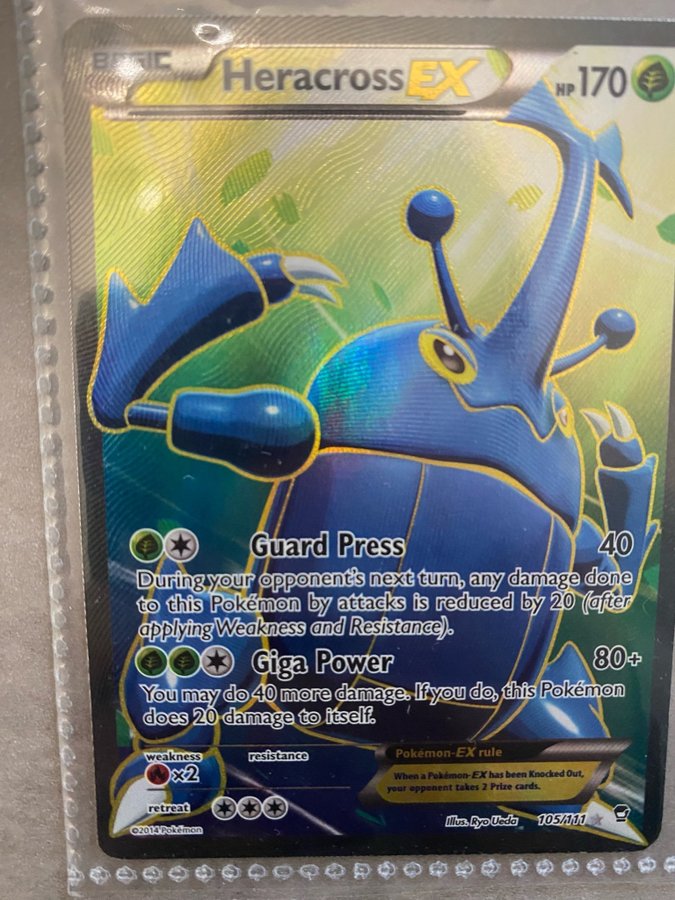 BASIC
Heracross EX HP 170
Guard Press 40
During your opponent's next turn, any damage done
to this Pokémon by attacks is reduced by 20 (after
applying Weakness and Resistance).
Giga Power 80+
You may do 40 more damage. If you do, this Pokémon
does 20 damage to itself.
weakness resistance
×2
retreat
©2014 Pokémon
Pokémon-EX rule
When a Pokémon-EX has been Knocked Out,
your opponent takes 2 Prize cards.
Illus. Ryo Ueda 105/111